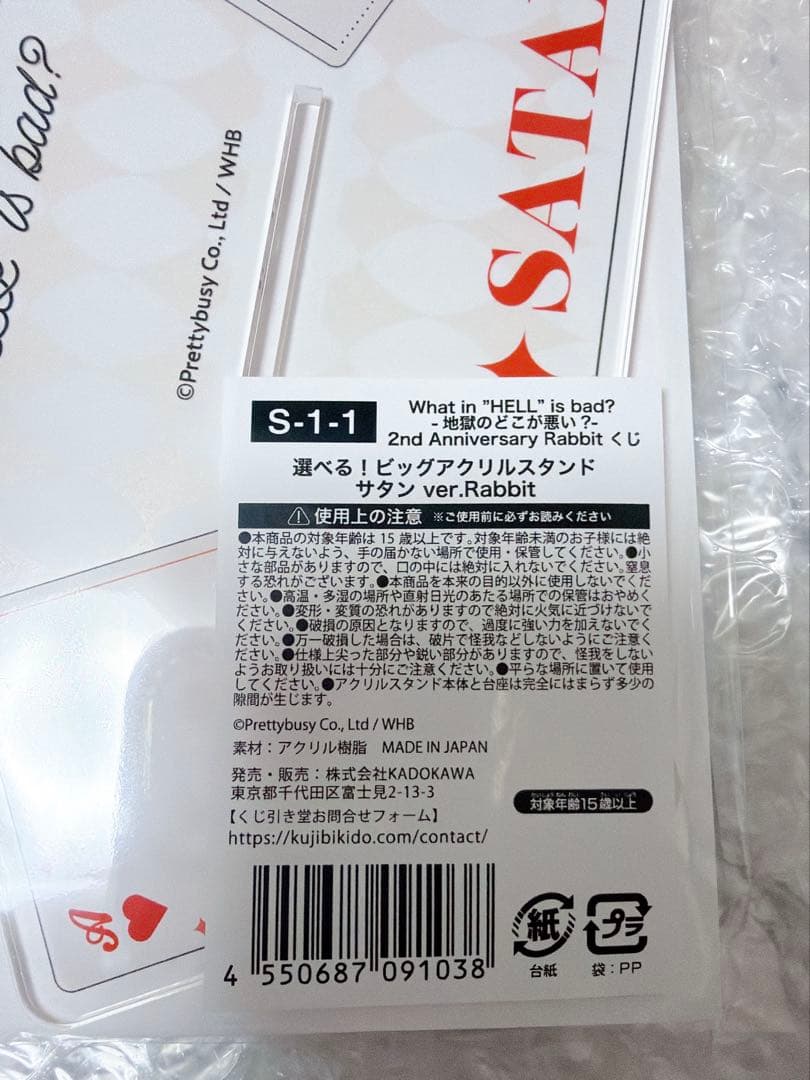 is bad?
©Prettybusy Co., Ltd / WHB
S-1-1
What in "HELL" is bad?
- 地獄のどこが悪い?-
2nd Anniversary Rabbit くじ
選べる！ビッグアクリルスタンド
サタン ver.Rabbit
使用上の注意 ※ご使用前に必ずお読みください
●本商品の対象年齢は 15 歳以上です。対象年齢未満のお子様には絶
対に与えないよう、手の届かない場所で使用・保管してください。●小
さな部品がありますので、口の中には絶対に入れないでください。窒息
する恐れがございます。●本商品を本来の目的以外に使用しないでくだ
さい。●高温・多湿の場所や直射日光のあたる場所での保管はおやめく
ださい。●変形・変質の恐れがありますので絶対に火気に近づけないで
ください。●破損の原因となりますので、過度に強い力を加えないでく
ださい。●万一破損した場合は、破片で怪我などしないようにご注意く
ださい。●仕様上尖った部分や鋭い部分がありますので、怪我をしない
ようお取り扱いには十分にご注意ください。●平らな場所に置いて使用
してください。●アクリルスタンド本体と台座は完全にはまらず多少の
隙間が生じます。
©Prettybusy Co., Ltd / WHB
素材：アクリル樹脂　MADE IN JAPAN
発売・販売：株式会社KADOKAWA
東京都千代田区富士見2-13-3
【くじ引き堂お問合せフォーム】
https://kujibikido.com/contact/
対象年齢15歳以上
4 550687 091038
紙
台紙
プラ
袋：PP